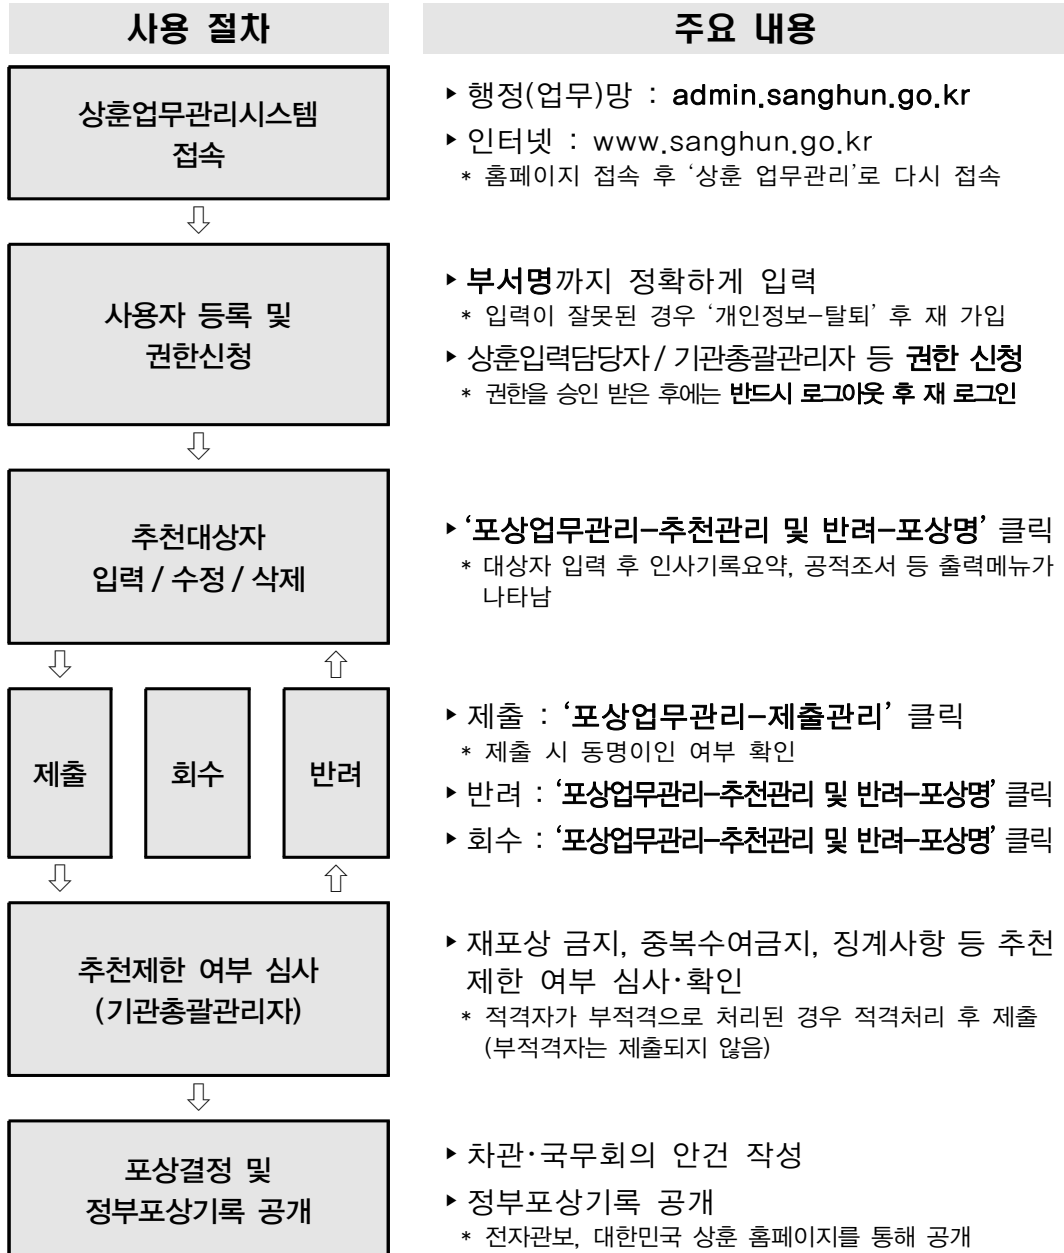 사용 절차
주요 내용
상훈업무관리시스템
접속
▸ 행정(업무)망 : admin.sanghun.go.kr
▸ 인터넷 : www.sanghun.go.kr
* 홈페이지 접속 후 ‘상훈 업무관리’로 다시 접속
⇩
사용자 등록 및
권한신청
▸ 부서명까지 정확하게 입력
* 입력이 잘못된 경우 ‘개인정보-탈퇴’ 후 재 가입
▸ 상훈입력담당자 / 기관총괄관리자 등 권한 신청
* 권한을 승인 받은 후에는 반드시 로그아웃 후 재 로그인
⇩
추천대상자
입력 / 수정 / 삭제
▸ ‘포상업무관리-추천관리 및 반려-포상명’ 클릭
* 대상자 입력 후 인사기록요약, 공적조서 등 출력메뉴가
나타남
⇩ ⇧
제출 회수 반려
▸ 제출 : ‘포상업무관리-제출관리’ 클릭
* 제출 시 동명이인 여부 확인
▸ 반려 : ‘포상업무관리-추천관리 및 반려-포상명’ 클릭
▸ 회수 : ‘포상업무관리-추천관리 및 반려-포상명’ 클릭
⇩ ⇧
추천제한 여부 심사
(기관총괄관리자)
▸ 재포상 금지, 중복수여금지, 징계사항 등 추천
제한 여부 심사·확인
* 적격자가 부적격으로 처리된 경우 적격처리 후 제출
(부적격자는 제출되지 않음)
⇩
포상결정 및
정부포상기록 공개
▸ 차관·국무회의 안건 작성
▸ 정부포상기록 공개
* 전자관보, 대한민국 상훈 홈페이지를 통해 공개